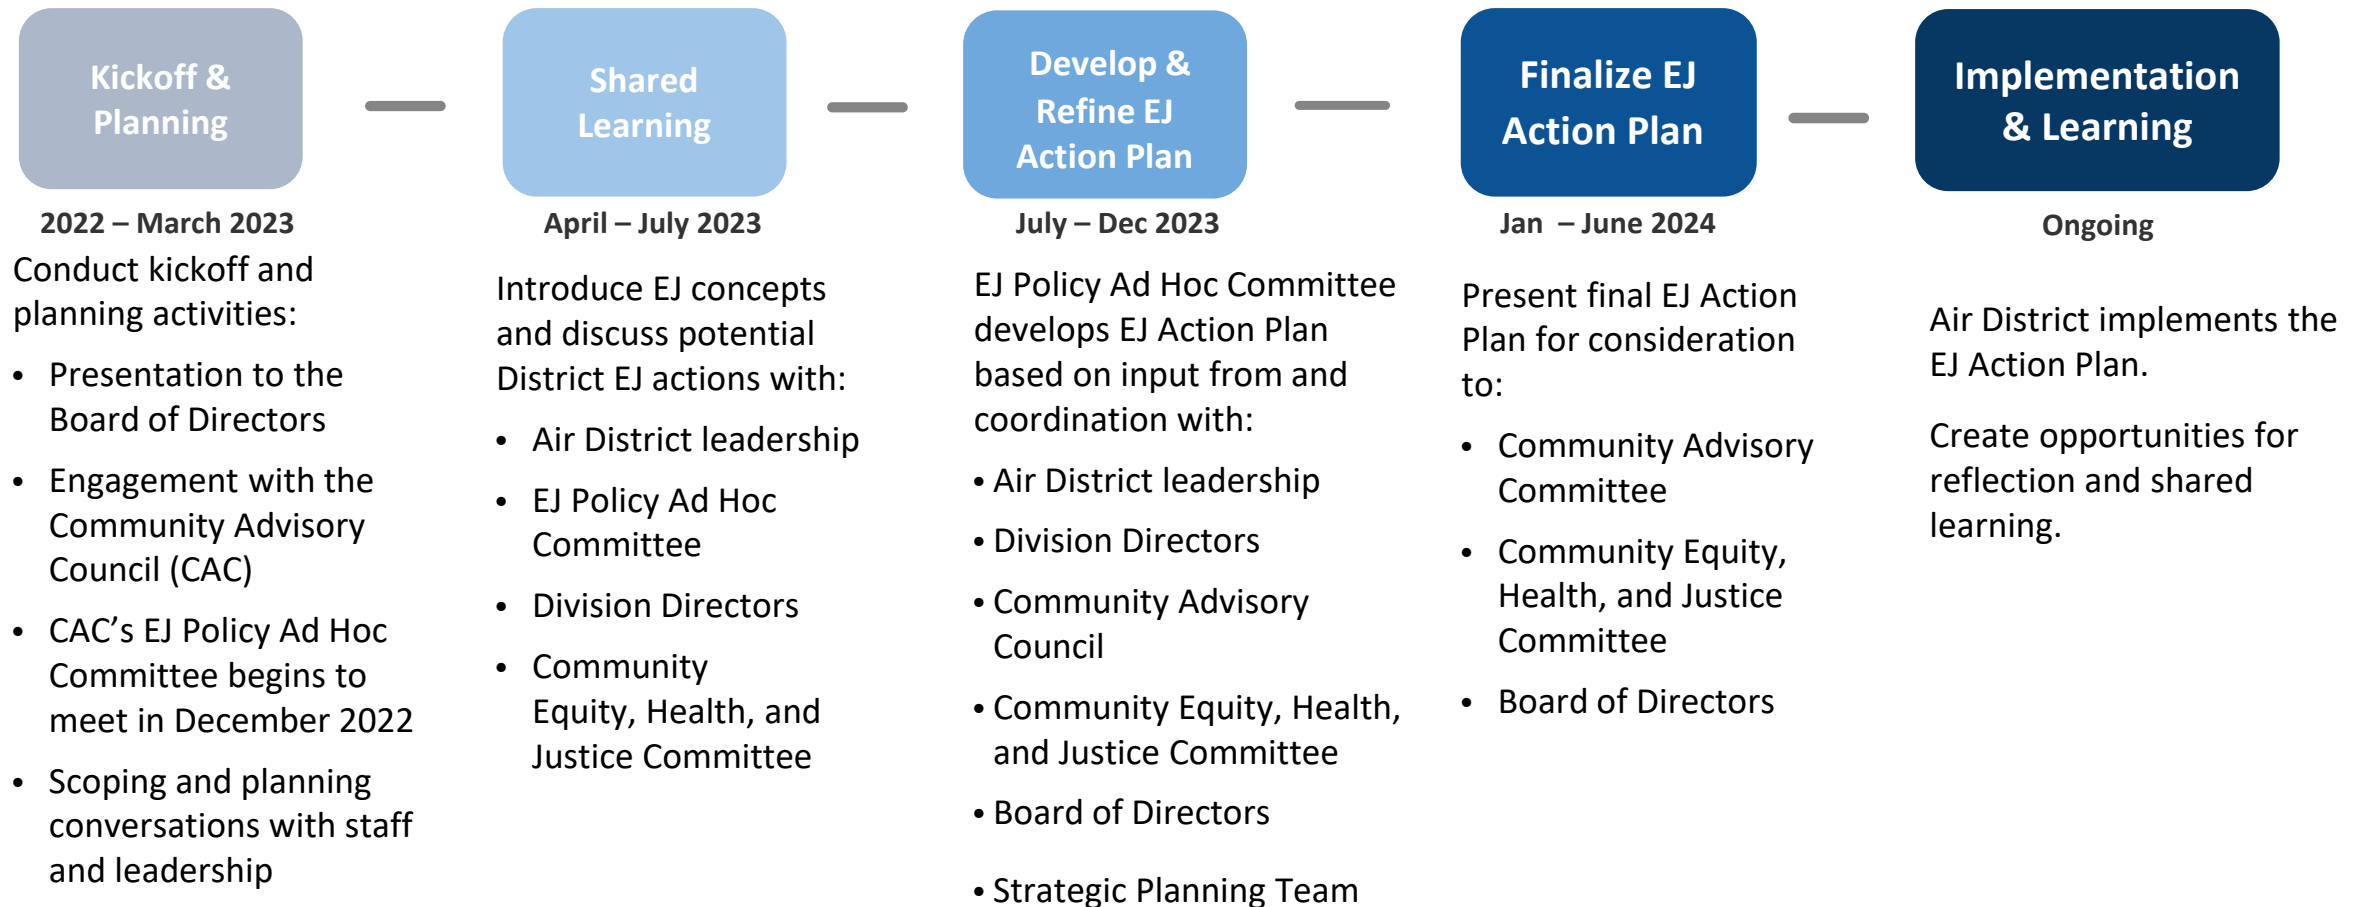 Kickoff &
Planning
2022 – March 2023
Conduct kickoff and
planning activities:
• Presentation to the
Board of Directors
• Engagement with the
Community Advisory
Council (CAC)
• CAC’s EJ Policy Ad Hoc
Committee begins to
meet in December 2022
• Scoping and planning
conversations with staff
and leadership
Shared
Learning
April – July 2023
Introduce EJ concepts
and discuss potential
District EJ actions with:
• Air District leadership
• EJ Policy Ad Hoc
Committee
• Division Directors
• Community
Equity, Health, and
Justice Committee
Develop &
Refine EJ
Action Plan
July – Dec 2023
EJ Policy Ad Hoc Committee
develops EJ Action Plan
based on input from and
coordination with:
• Air District leadership
• Division Directors
• Community Advisory
Council
• Community Equity, Health,
and Justice Committee
• Board of Directors
• Strategic Planning Team
Finalize EJ
Action Plan
Jan – June 2024
Present final EJ Action
Plan for consideration
to:
• Community Advisory
Committee
• Community Equity,
Health, and Justice
Committee
• Board of Directors
Implementation
& Learning
Ongoing
Air District implements the
EJ Action Plan.
Create opportunities for
reflection and shared
learning.